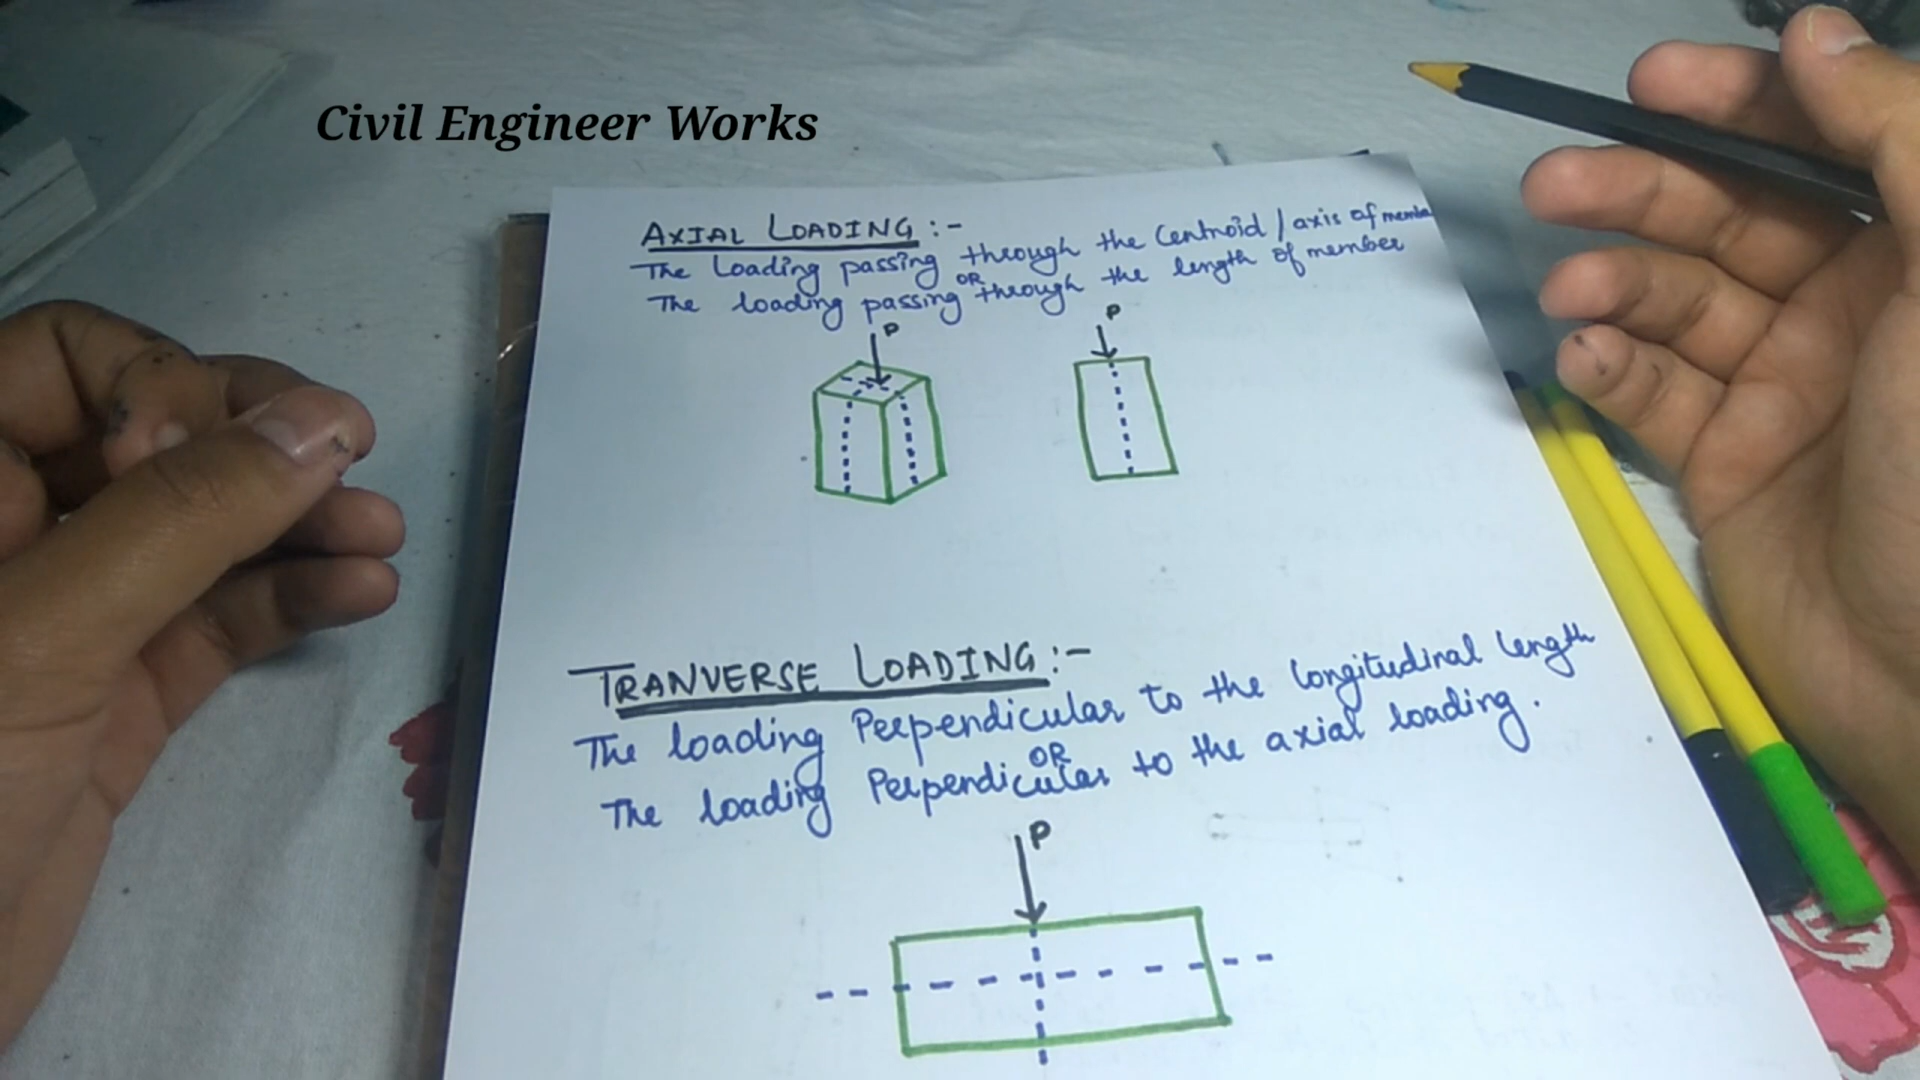 Civil Engineer Works
AXIAL LOADING :-
The Loading passing through the Centroid / axis of member
OR
The loading passing through the length of member
P
P
TRANVERSE LOADING :-
The loading Perpendicular to the longitudinal length
OR
The loading Perpendicular to the axial loading.
P